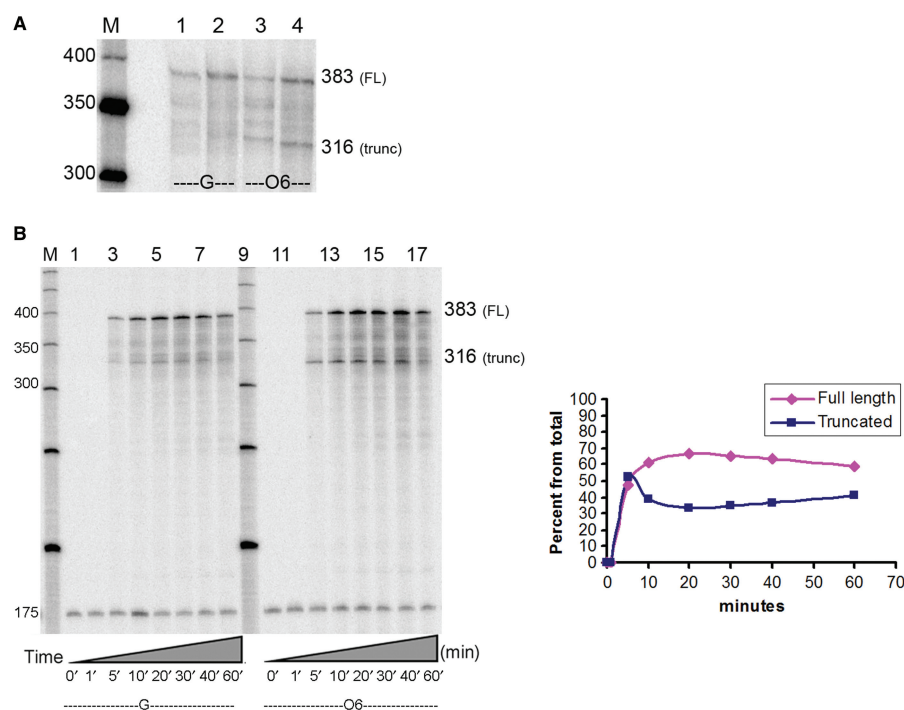 A
M 1 2 3 4
400
350
300
383 (FL)
316 (trunc)
----G--- ---O6---
B
M 1 3 5 7 9 11 13 15 17
400
350
300
175
383 (FL)
316 (trunc)
Time (min)
0′ 1′ 5′ 10′ 20′ 30′ 40′ 60′ 0′ 1′ 5′ 10′ 20′ 30′ 40′ 60′
----------------G---------------- ----------------O6----------------
Full length
Truncated
Percent from total
100
90
80
70
60
50
40
30
20
10
0
0 10 20 30 40 50 60 70
minutes